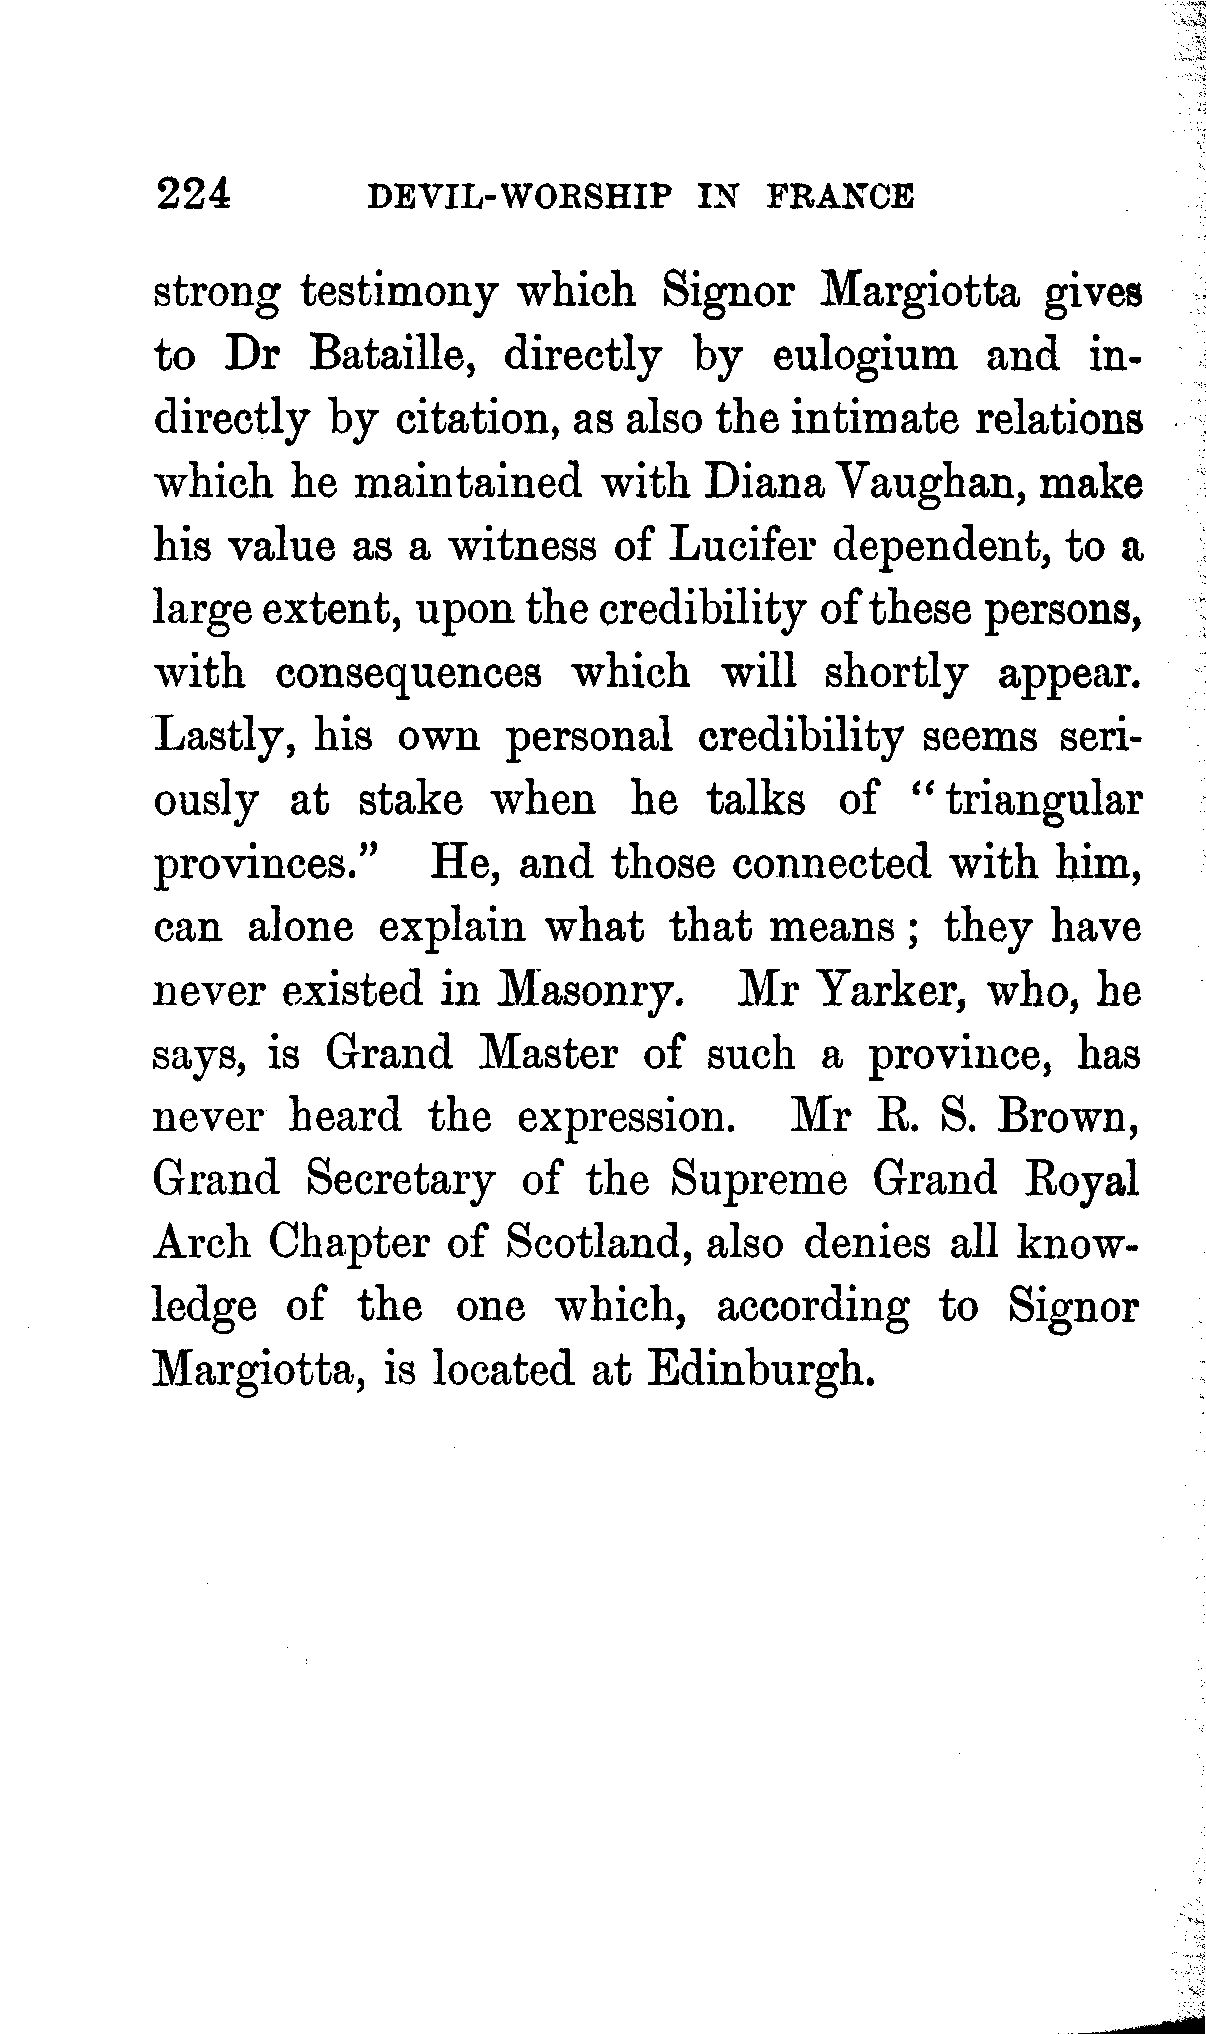 224 DEVIL-WORSHIP IN FRANCE
strong testimony which Signor Margiotta gives
to Dr Bataille, directly by eulogium and in-
directly by citation, as also the intimate relations
which he maintained with Diana Vaughan, make
his value as a witness of Lucifer dependent, to a
large extent, upon the credibility of these persons,
with consequences which will shortly appear.
Lastly, his own personal credibility seems seri-
ously at stake when he talks of "triangular
provinces." He, and those connected with him,
can alone explain what that means; they have
never existed in Masonry. Mr Yarker, who, he
says, is Grand Master of such a province, has
never heard the expression. Mr R. S. Brown,
Grand Secretary of the Supreme Grand Royal
Arch Chapter of Scotland, also denies all know-
ledge of the one which, according to Signor
Margiotta, is located at Edinburgh.